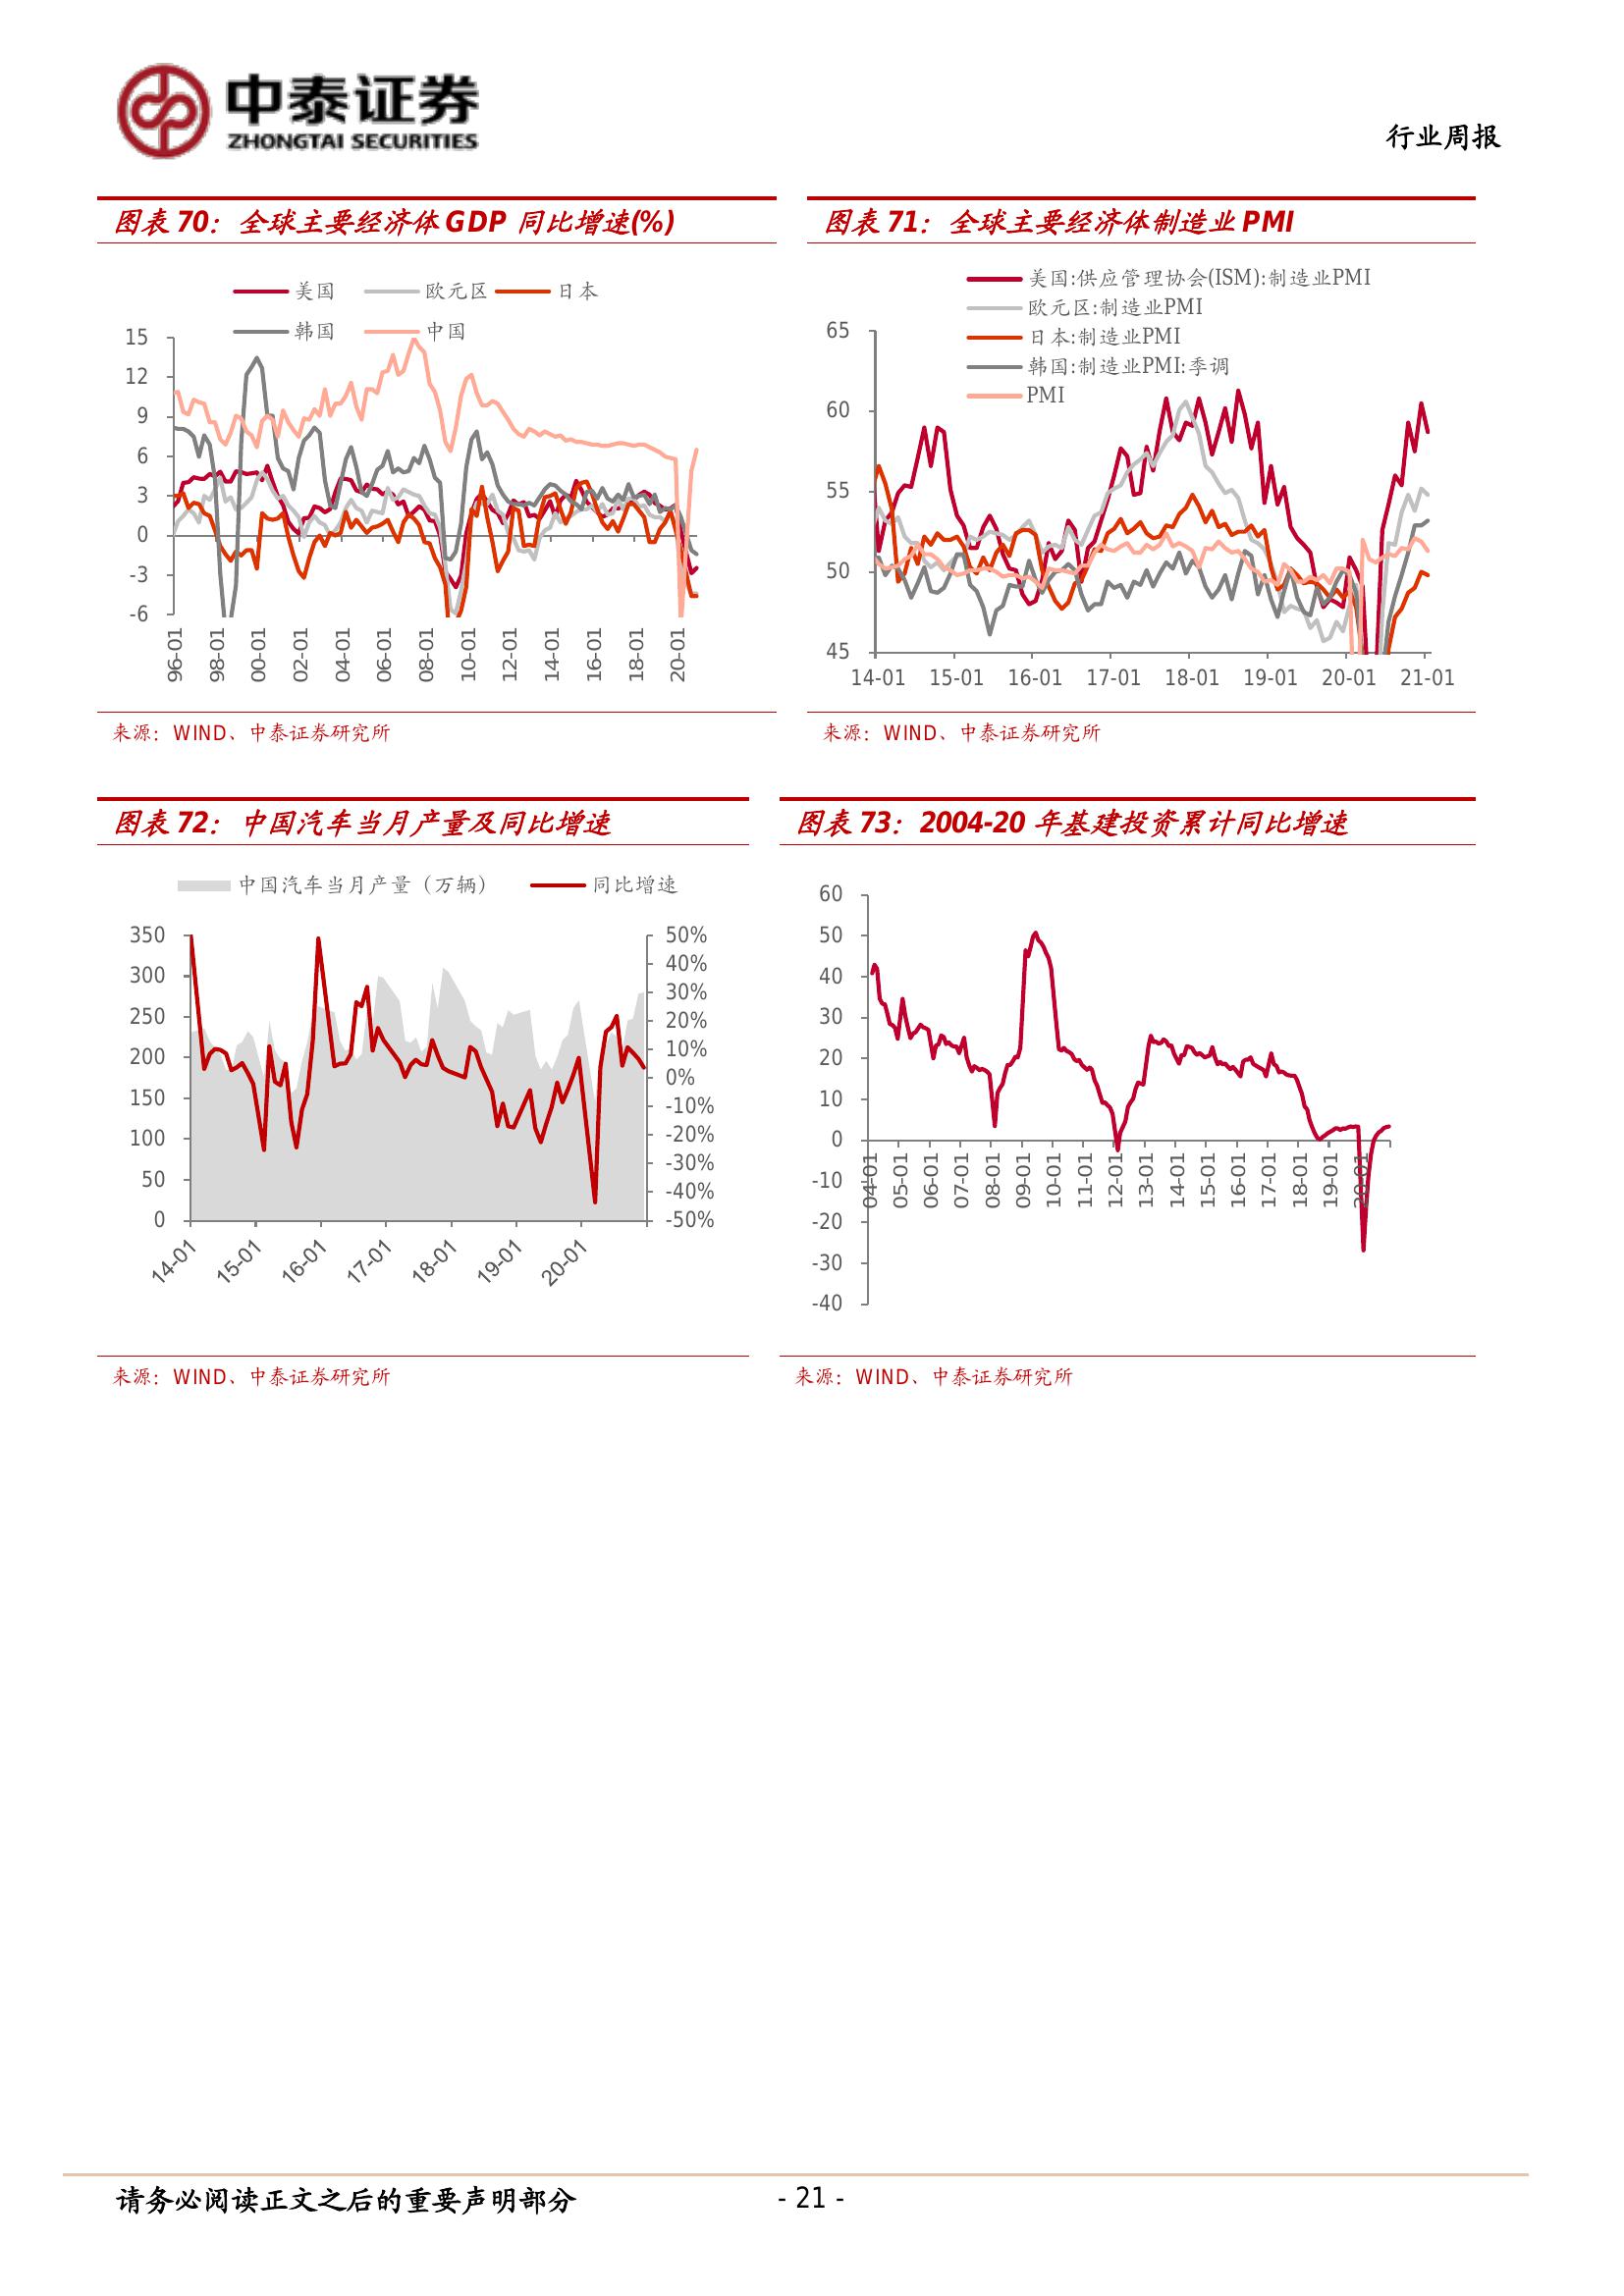 中泰证券
ZHONGTAI SECURITIES
行业周报
图表 70：全球主要经济体 GDP 同比增速(%)
美国 欧元区 日本
韩国 中国
15
12
9
6
3
0
-3
-6
96-01 98-01 00-01 02-01 04-01 06-01 08-01 10-01 12-01 14-01 16-01 18-01 20-01
来源：WIND、中泰证券研究所
图表 71：全球主要经济体制造业 PMI
美国:供应管理协会(ISM):制造业PMI
欧元区:制造业PMI
日本:制造业PMI
韩国:制造业PMI:季调
PMI
65
60
55
50
45
14-01 15-01 16-01 17-01 18-01 19-01 20-01 21-01
来源：WIND、中泰证券研究所
图表 72：中国汽车当月产量及同比增速
中国汽车当月产量（万辆） 同比增速
350
300
250
200
150
100
50
0
50%
40%
30%
20%
10%
0%
-10%
-20%
-30%
-40%
-50%
14-01 15-01 16-01 17-01 18-01 19-01 20-01
来源：WIND、中泰证券研究所
图表 73：2004-20 年基建投资累计同比增速
60
50
40
30
20
10
0
-10
-20
-30
-40
04-01 05-01 06-01 07-01 08-01 09-01 10-01 11-01 12-01 13-01 14-01 15-01 16-01 17-01 18-01 19-01 20-01
来源：WIND、中泰证券研究所
请务必阅读正文之后的重要声明部分
- 21 -